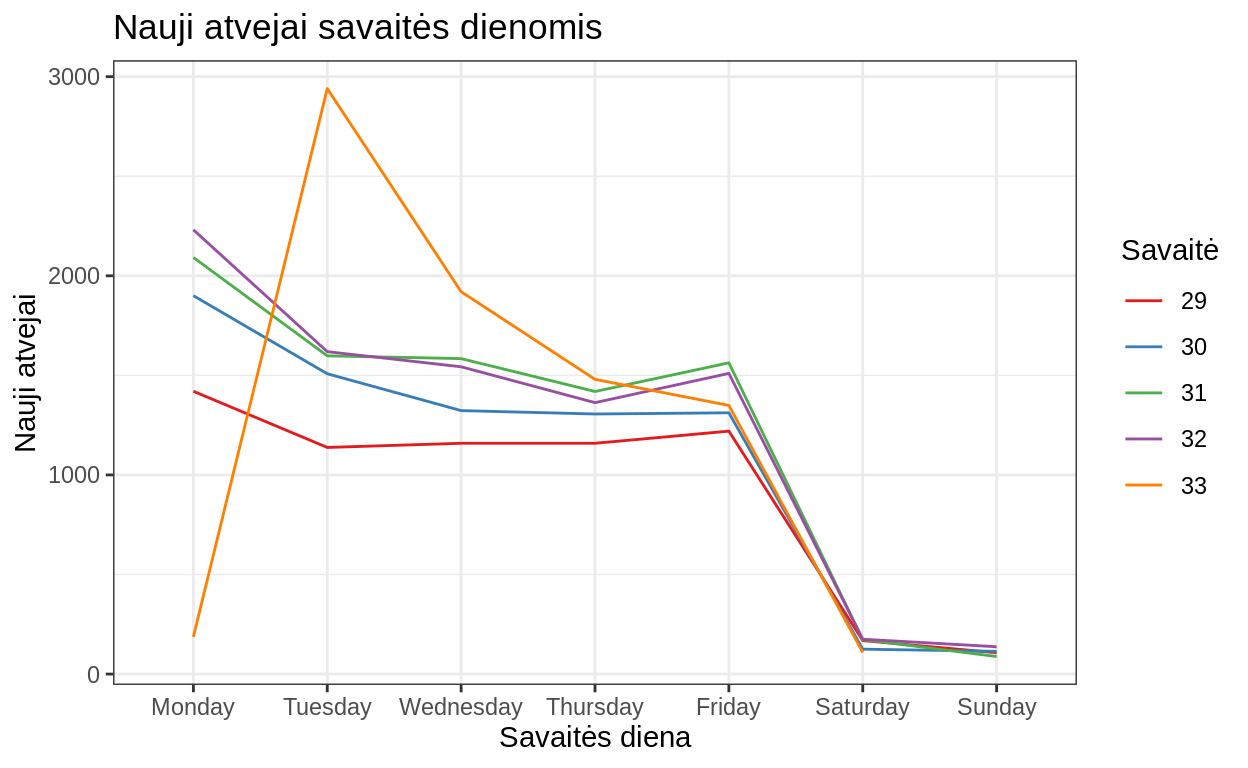 Nauji atvejai savaitės dienomis
3000
2000
1000
0
Nauji atvejai
Monday Tuesday Wednesday Thursday Friday Saturday Sunday
Savaitės diena
Savaitė
29
30
31
32
33